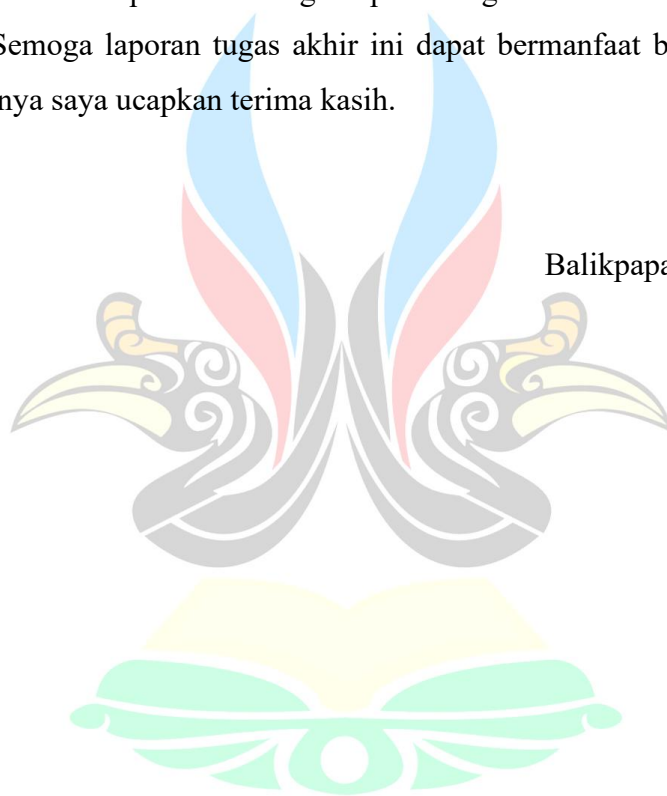 Semoga laporan tugas akhir ini dapat bermanfaat b
nya saya ucapkan terima kasih.
Balikpapa